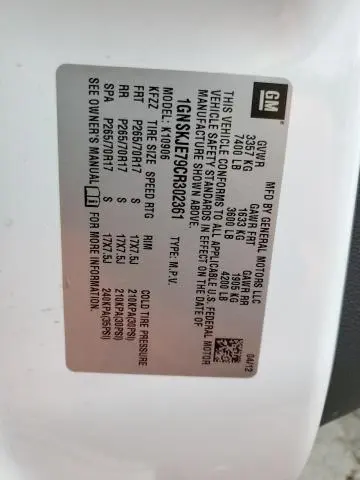 GM
MFD BY GENERAL MOTORS LLC
04/12
GVWR GAWR FRT GAWR RR
3357 KG 1633 KG 1905 KG
7400 LB 3600 LB 4200 LB
THIS VEHICLE CONFORMS TO ALL APPLICABLE U.S. FEDERAL MOTOR
VEHICLE SAFETY STANDARDS IN EFFECT ON THE DATE OF
MANUFACTURE SHOWN ABOVE.
1GNSKJE79CR302361 TYPE: M.P.V.
MODEL: K10906
KFZZ TIRE SIZE SPEED RTG RIM COLD TIRE PRESSURE
FRT P265/70R17 S 17X7.5J 210KPA(30PSI)
RR P265/70R17 S 17X7.5J 210KPA(30PSI)
SPA P265/70R17 S 17X7.5J 240KPA(35PSI)
SEE OWNERS MANUAL FOR MORE INFORMATION.